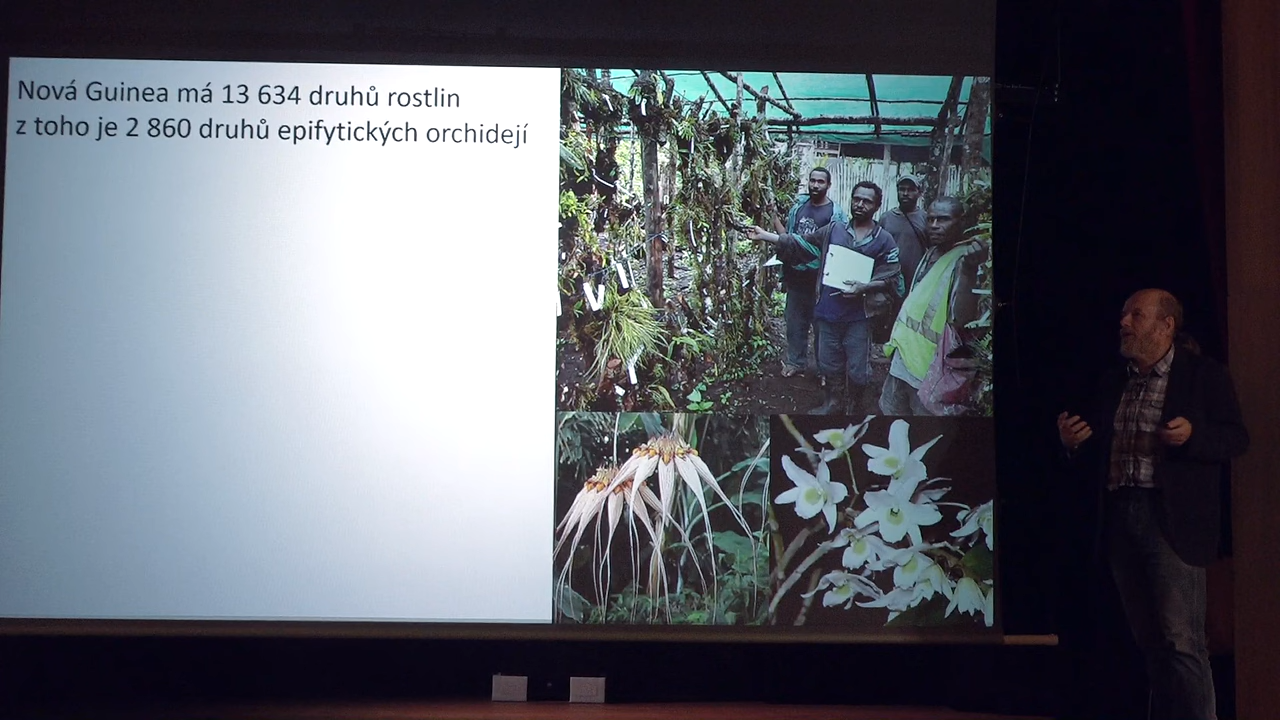 Nová Guinea má 13 634 druhů rostlin
z toho je 2 860 druhů epifytických orchidejí